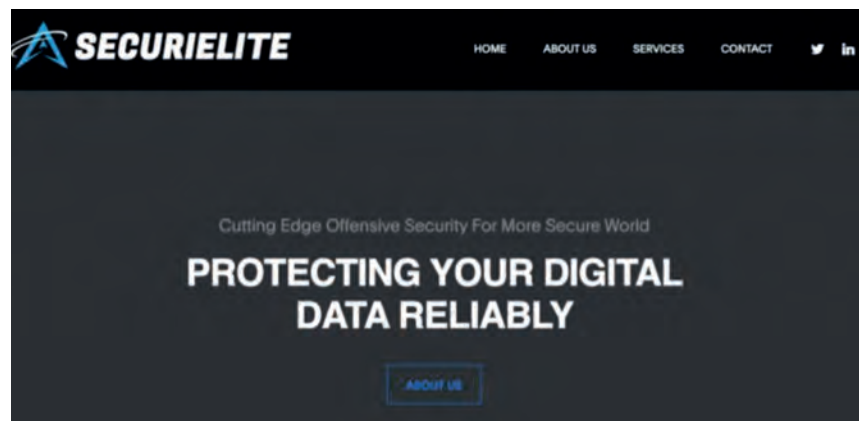 SECURIELITE
HOME ABOUT US SERVICES CONTACT in
Cutting Edge Offensive Security For More Secure World
PROTECTING YOUR DIGITAL
DATA RELIABLY
ABOUT US